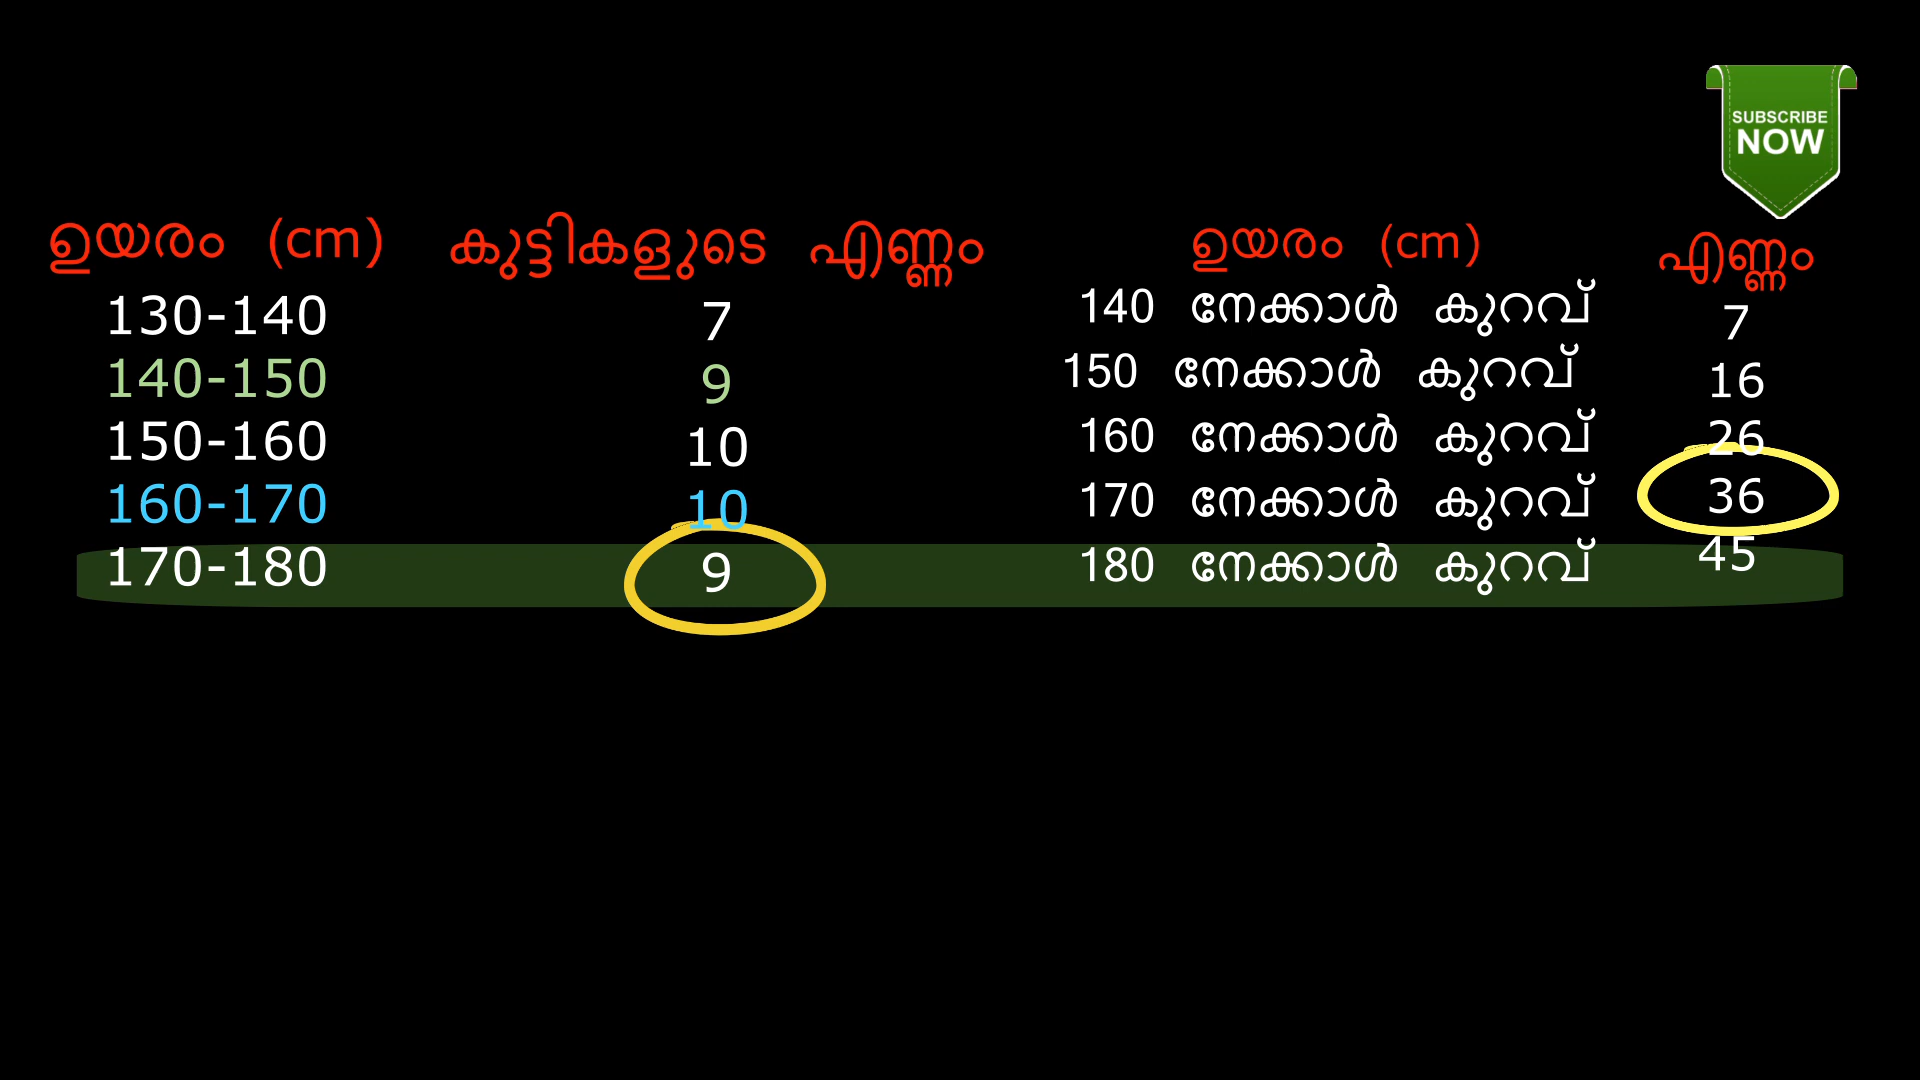 SUBSCRIBE
NOW
ഉയരം (cm) കുട്ടികളുടെ എണ്ണം ഉയരം (cm) എണ്ണം
130-140 7 140 നേക്കാൾ കുറവ് 7
140-150 9 150 നേക്കാൾ കുറവ് 16
150-160 10 160 നേക്കാൾ കുറവ് 26
160-170 10 170 നേക്കാൾ കുറവ് 36
170-180 9 180 നേക്കാൾ കുറവ് 45